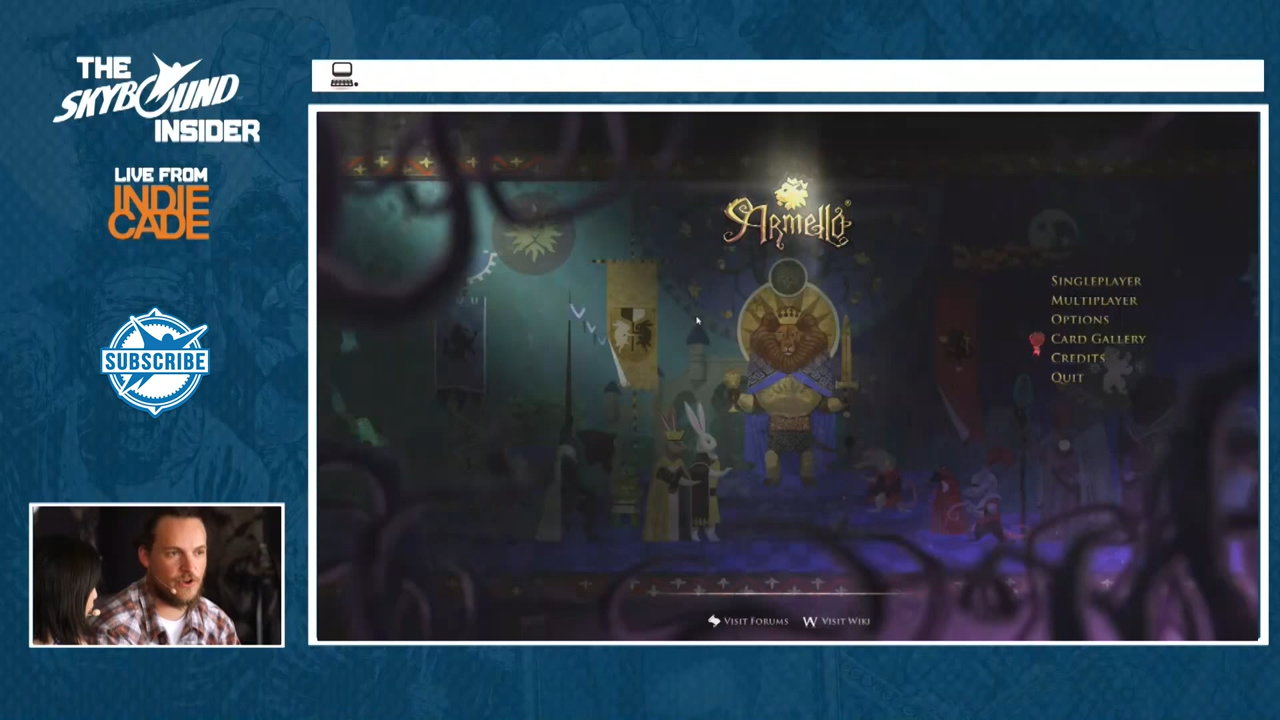 THE
SKYBOUND
INSIDER
LIVE FROM
INDIE
CADE
SUBSCRIBE
Armello
SINGLEPLAYER
MULTIPLAYER
OPTIONS
CARD GALLERY
CREDITS
QUIT
VISIT FORUMS
W VISIT WIKI